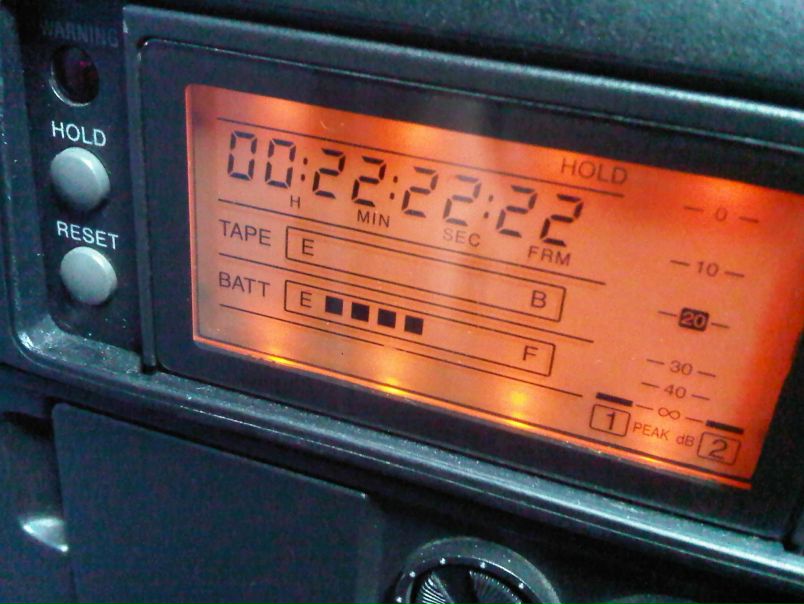 WARNING
HOLD
RESET
HOLD
00:22:22:22
H MIN SEC FRM
TAPE E B
BATT E F
0
10
20
30
40
∞
1 PEAK dB 2